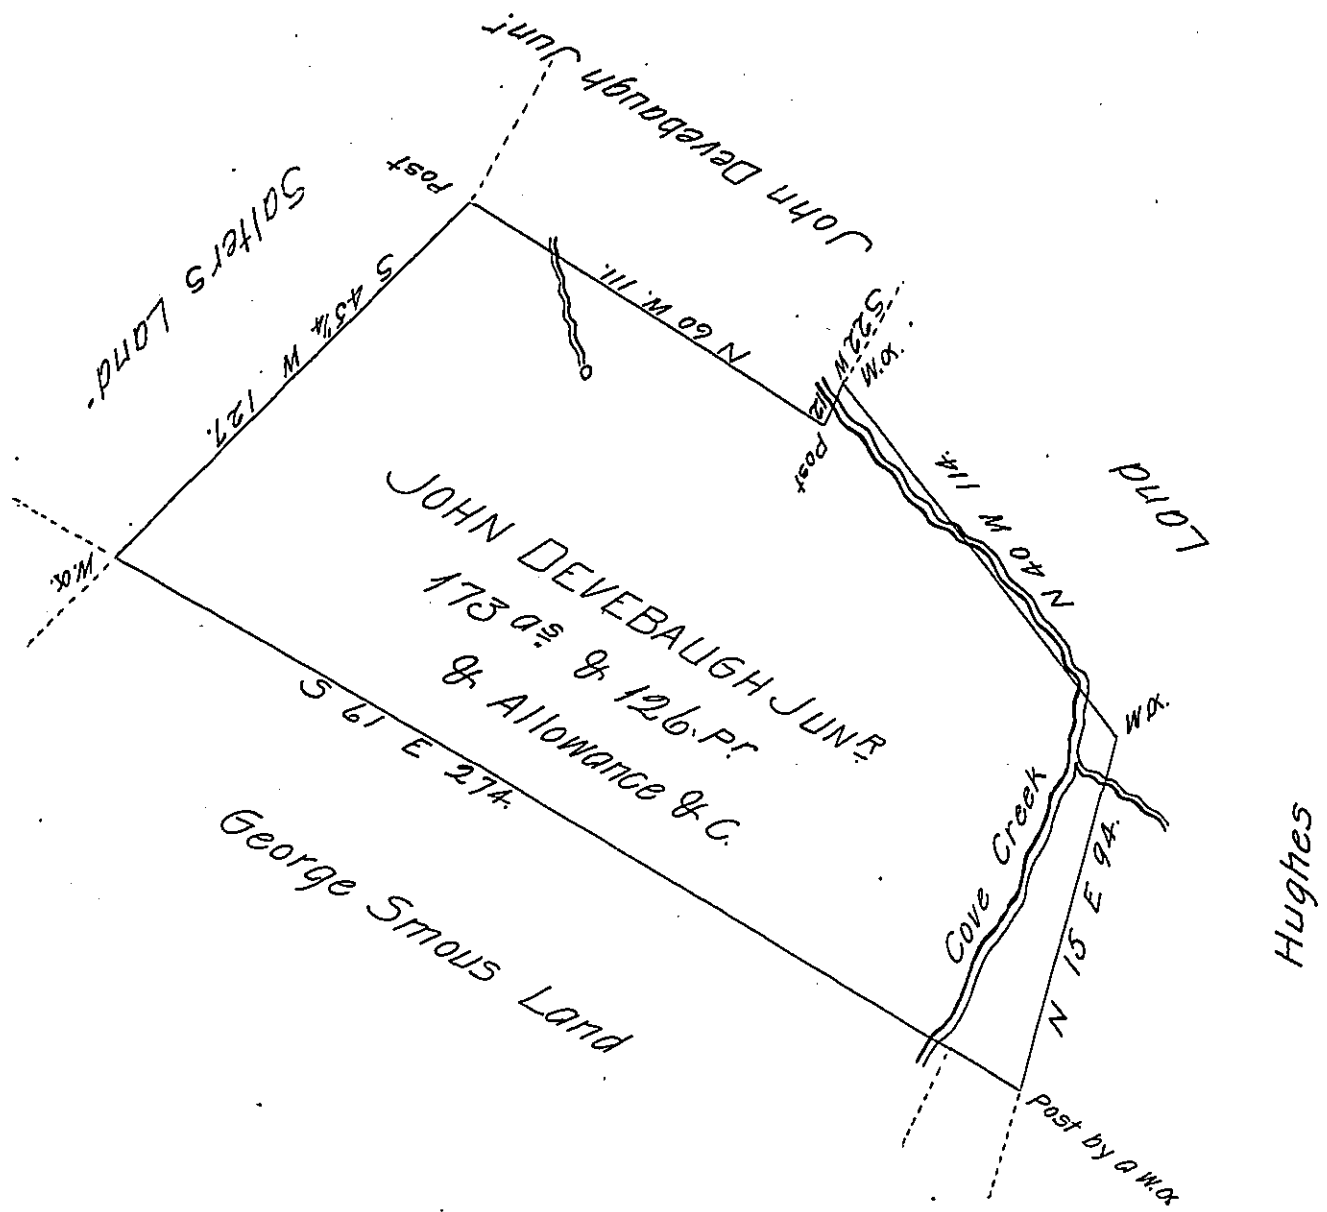 John Devebaugh Junr
Post
Salter's Land
S 45¼ W 127.
N 60 W. 111.
S 22 W
12
W.O.
Post
N 40 W 114.
Land
W.O.
JOHN DEVEBAUGH JUNR
173 as & 126 Pr
& Allowance &C.
W.O.
S 61 E 274.
George Smous Land
Cove Creek
N 15 E 94.
Hughes
Post by a W.O.